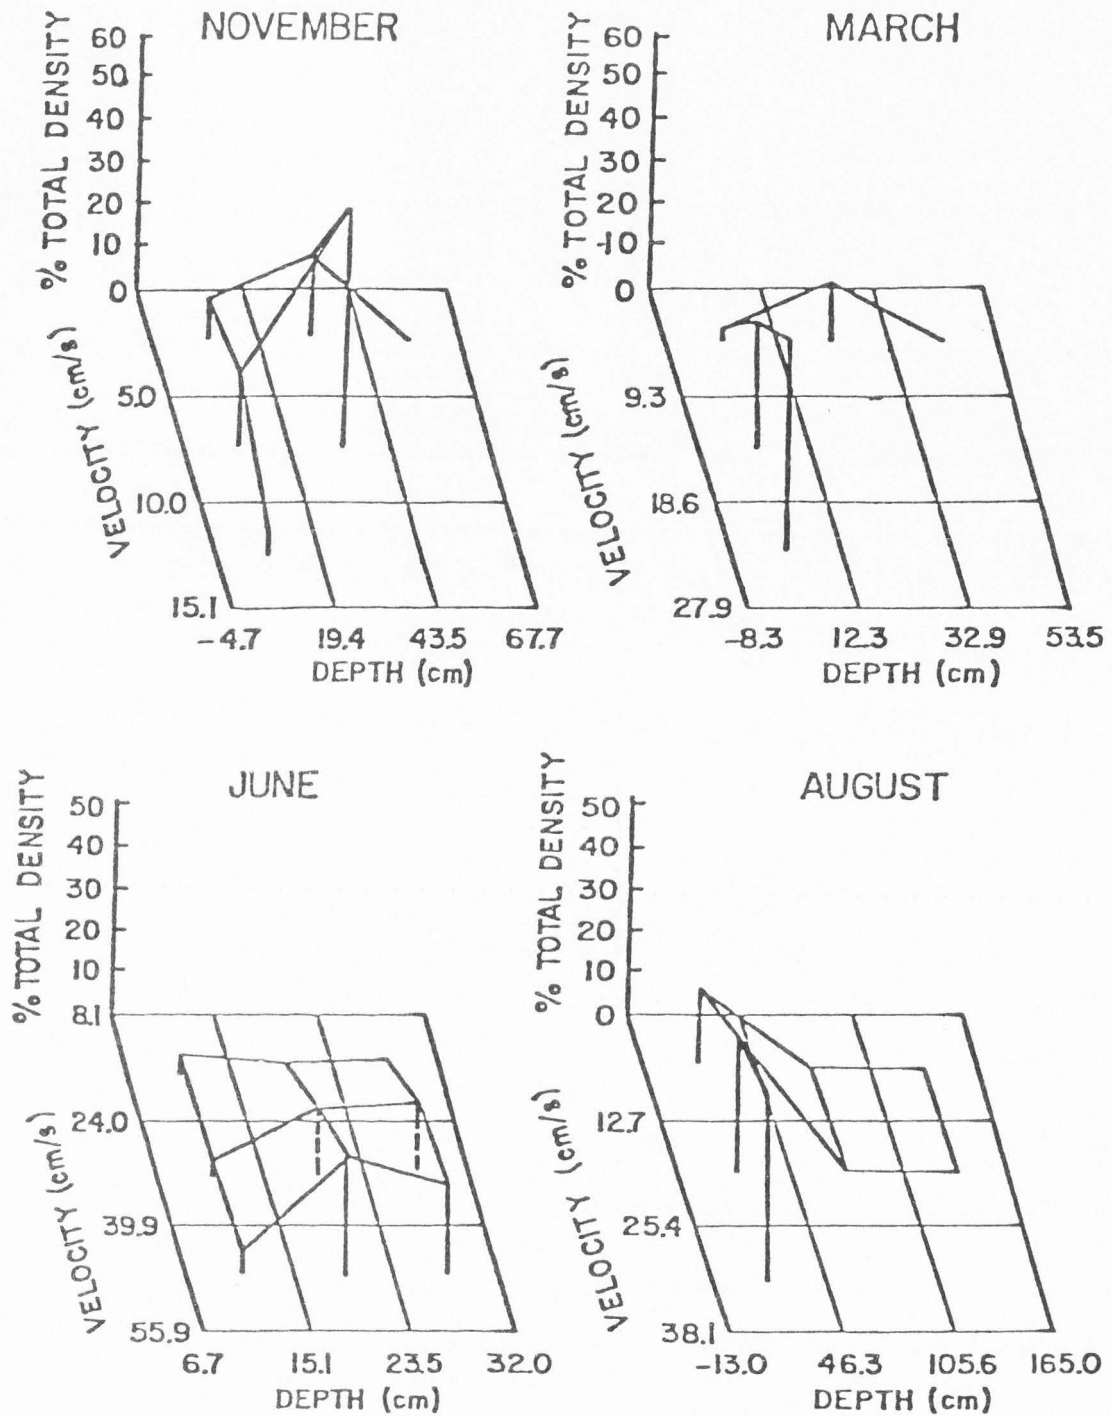 NOVEMBER
% TOTAL DENSITY
60
50
40
30
20
10
0
5.0
10.0
15.1
VELOCITY (cm/s)
-4.7 19.4 43.5 67.7
DEPTH (cm)
MARCH
% TOTAL DENSITY
60
50
40
30
20
10
0
9.3
18.6
27.9
VELOCITY (cm/s)
-8.3 12.3 32.9 53.5
DEPTH (cm)
JUNE
% TOTAL DENSITY
50
40
30
20
10
8.1
24.0
39.9
55.9
VELOCITY (cm/s)
6.7 15.1 23.5 32.0
DEPTH (cm)
AUGUST
% TOTAL DENSITY
50
40
30
20
10
0
12.7
25.4
38.1
VELOCITY (cm/s)
-13.0 46.3 105.6 165.0
DEPTH (cm)